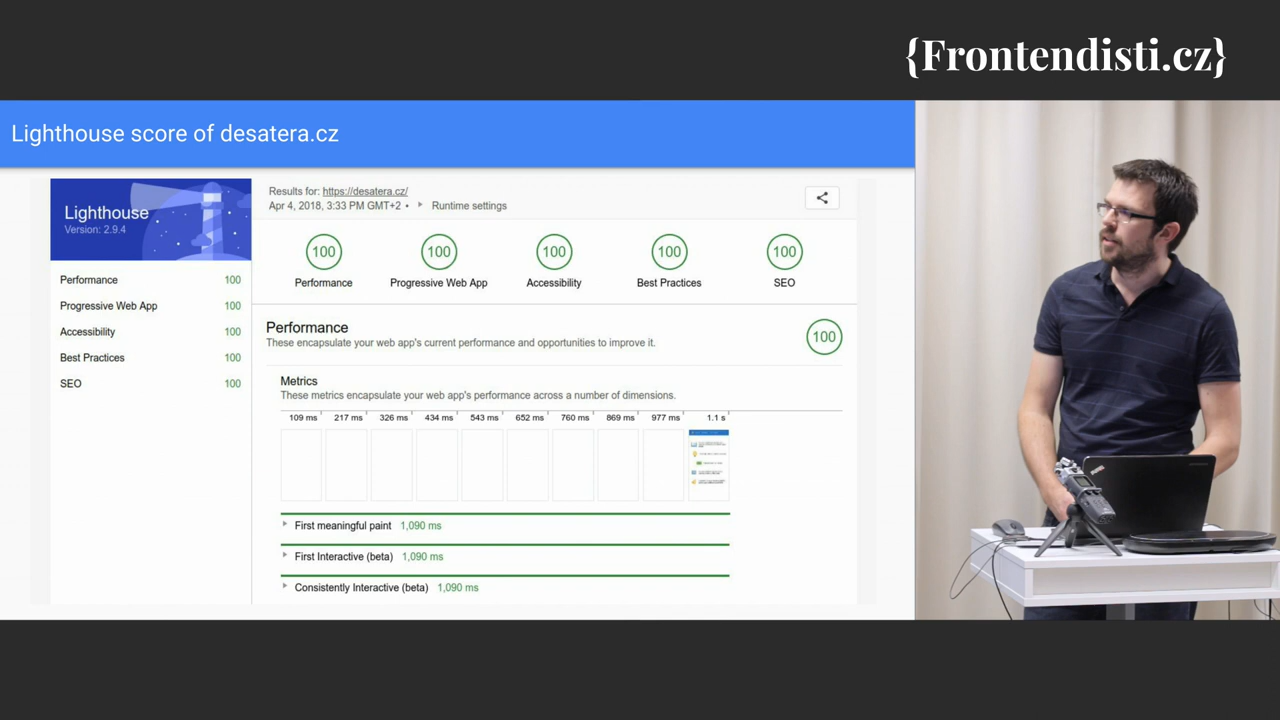 {Frontendisti.cz}
Lighthouse score of desatera.cz
Lighthouse
Version: 2.9.4
Performance 100
Progressive Web App 100
Accessibility 100
Best Practices 100
SEO 100
Results for: https://desatera.cz/
Apr 4, 2018, 3:33 PM GMT+2 • Runtime settings
100 100 100 100 100
Performance Progressive Web App Accessibility Best Practices SEO
Performance
These encapsulate your web app's current performance and opportunities to improve it.
100
Metrics
These metrics encapsulate your web app's performance across a number of dimensions.
109 ms 217 ms 326 ms 434 ms 543 ms 652 ms 760 ms 869 ms 977 ms 1.1 s
First meaningful paint 1,090 ms
First Interactive (beta) 1,090 ms
Consistently Interactive (beta) 1,090 ms